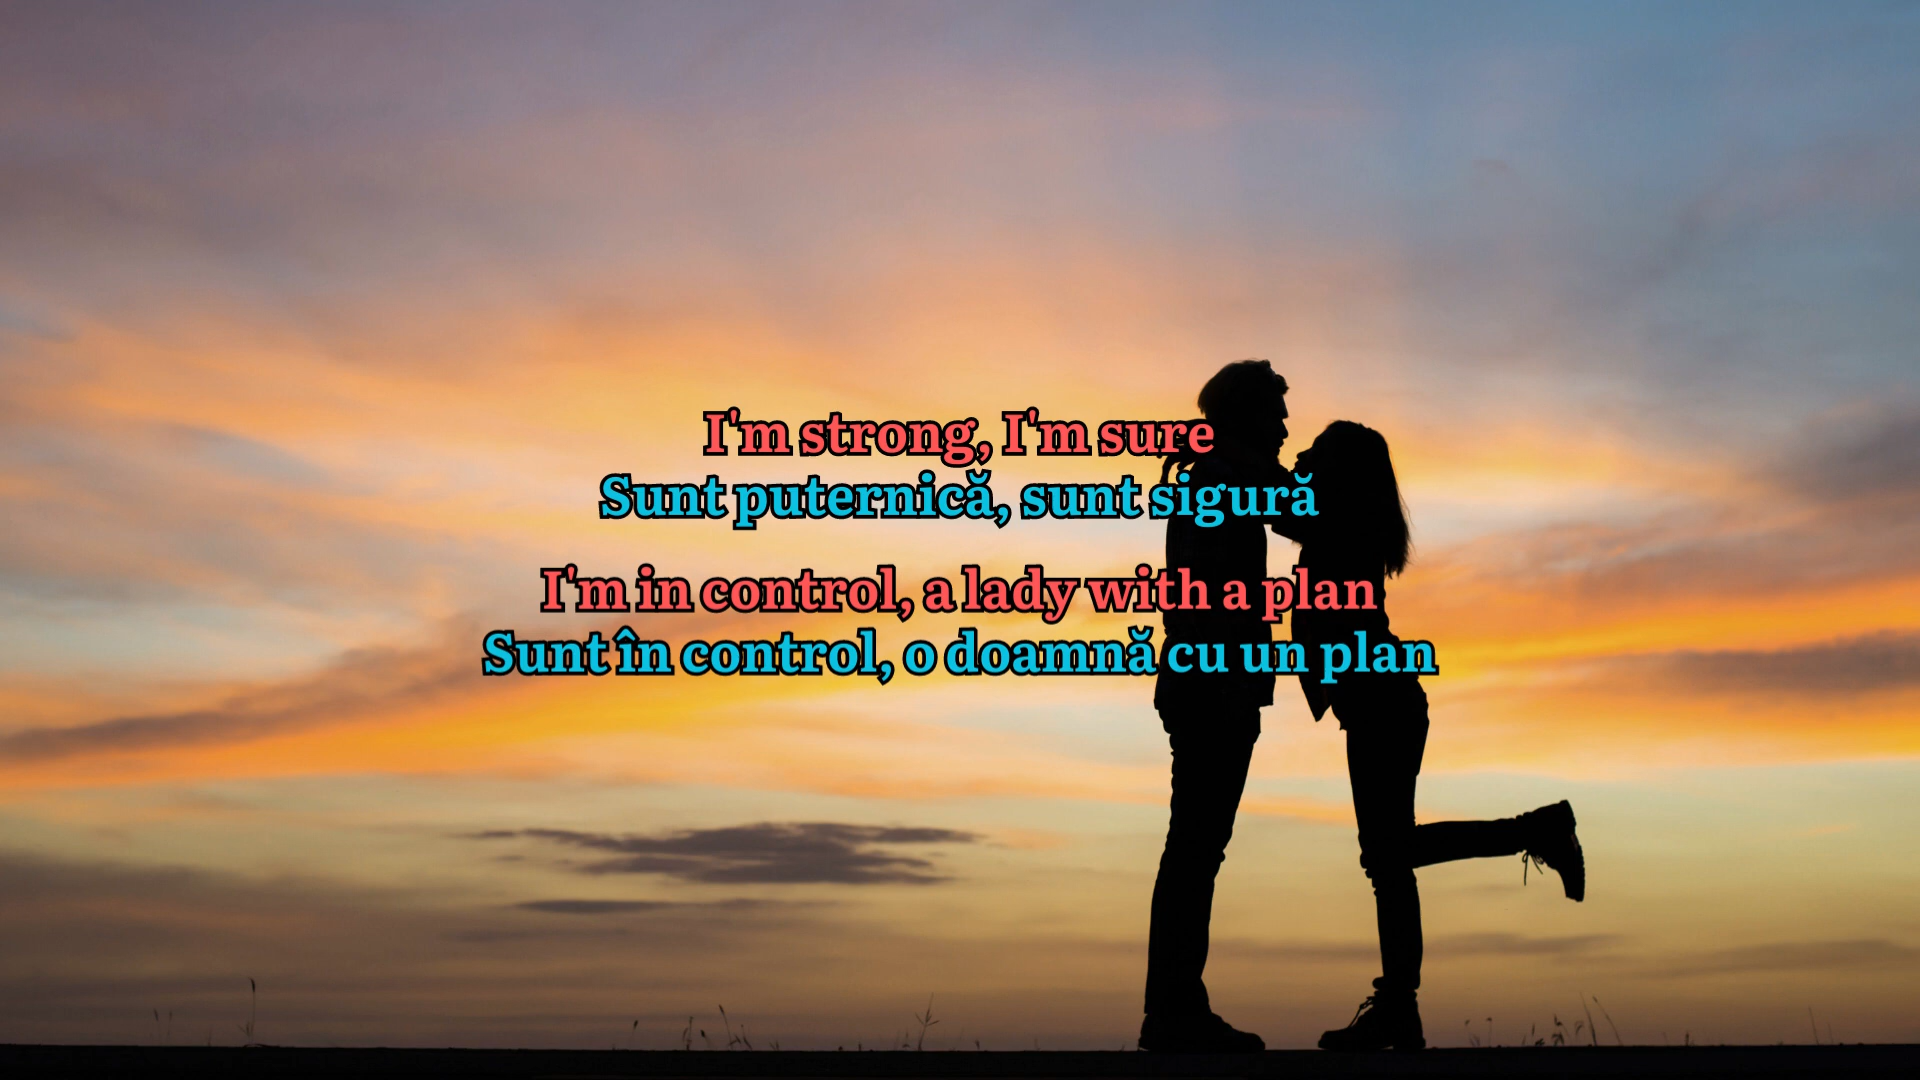 I'm strong, I'm sure
Sunt puternică, sunt sigură
I'm in control, a lady with a plan
Sunt în control, o doamnă cu un plan